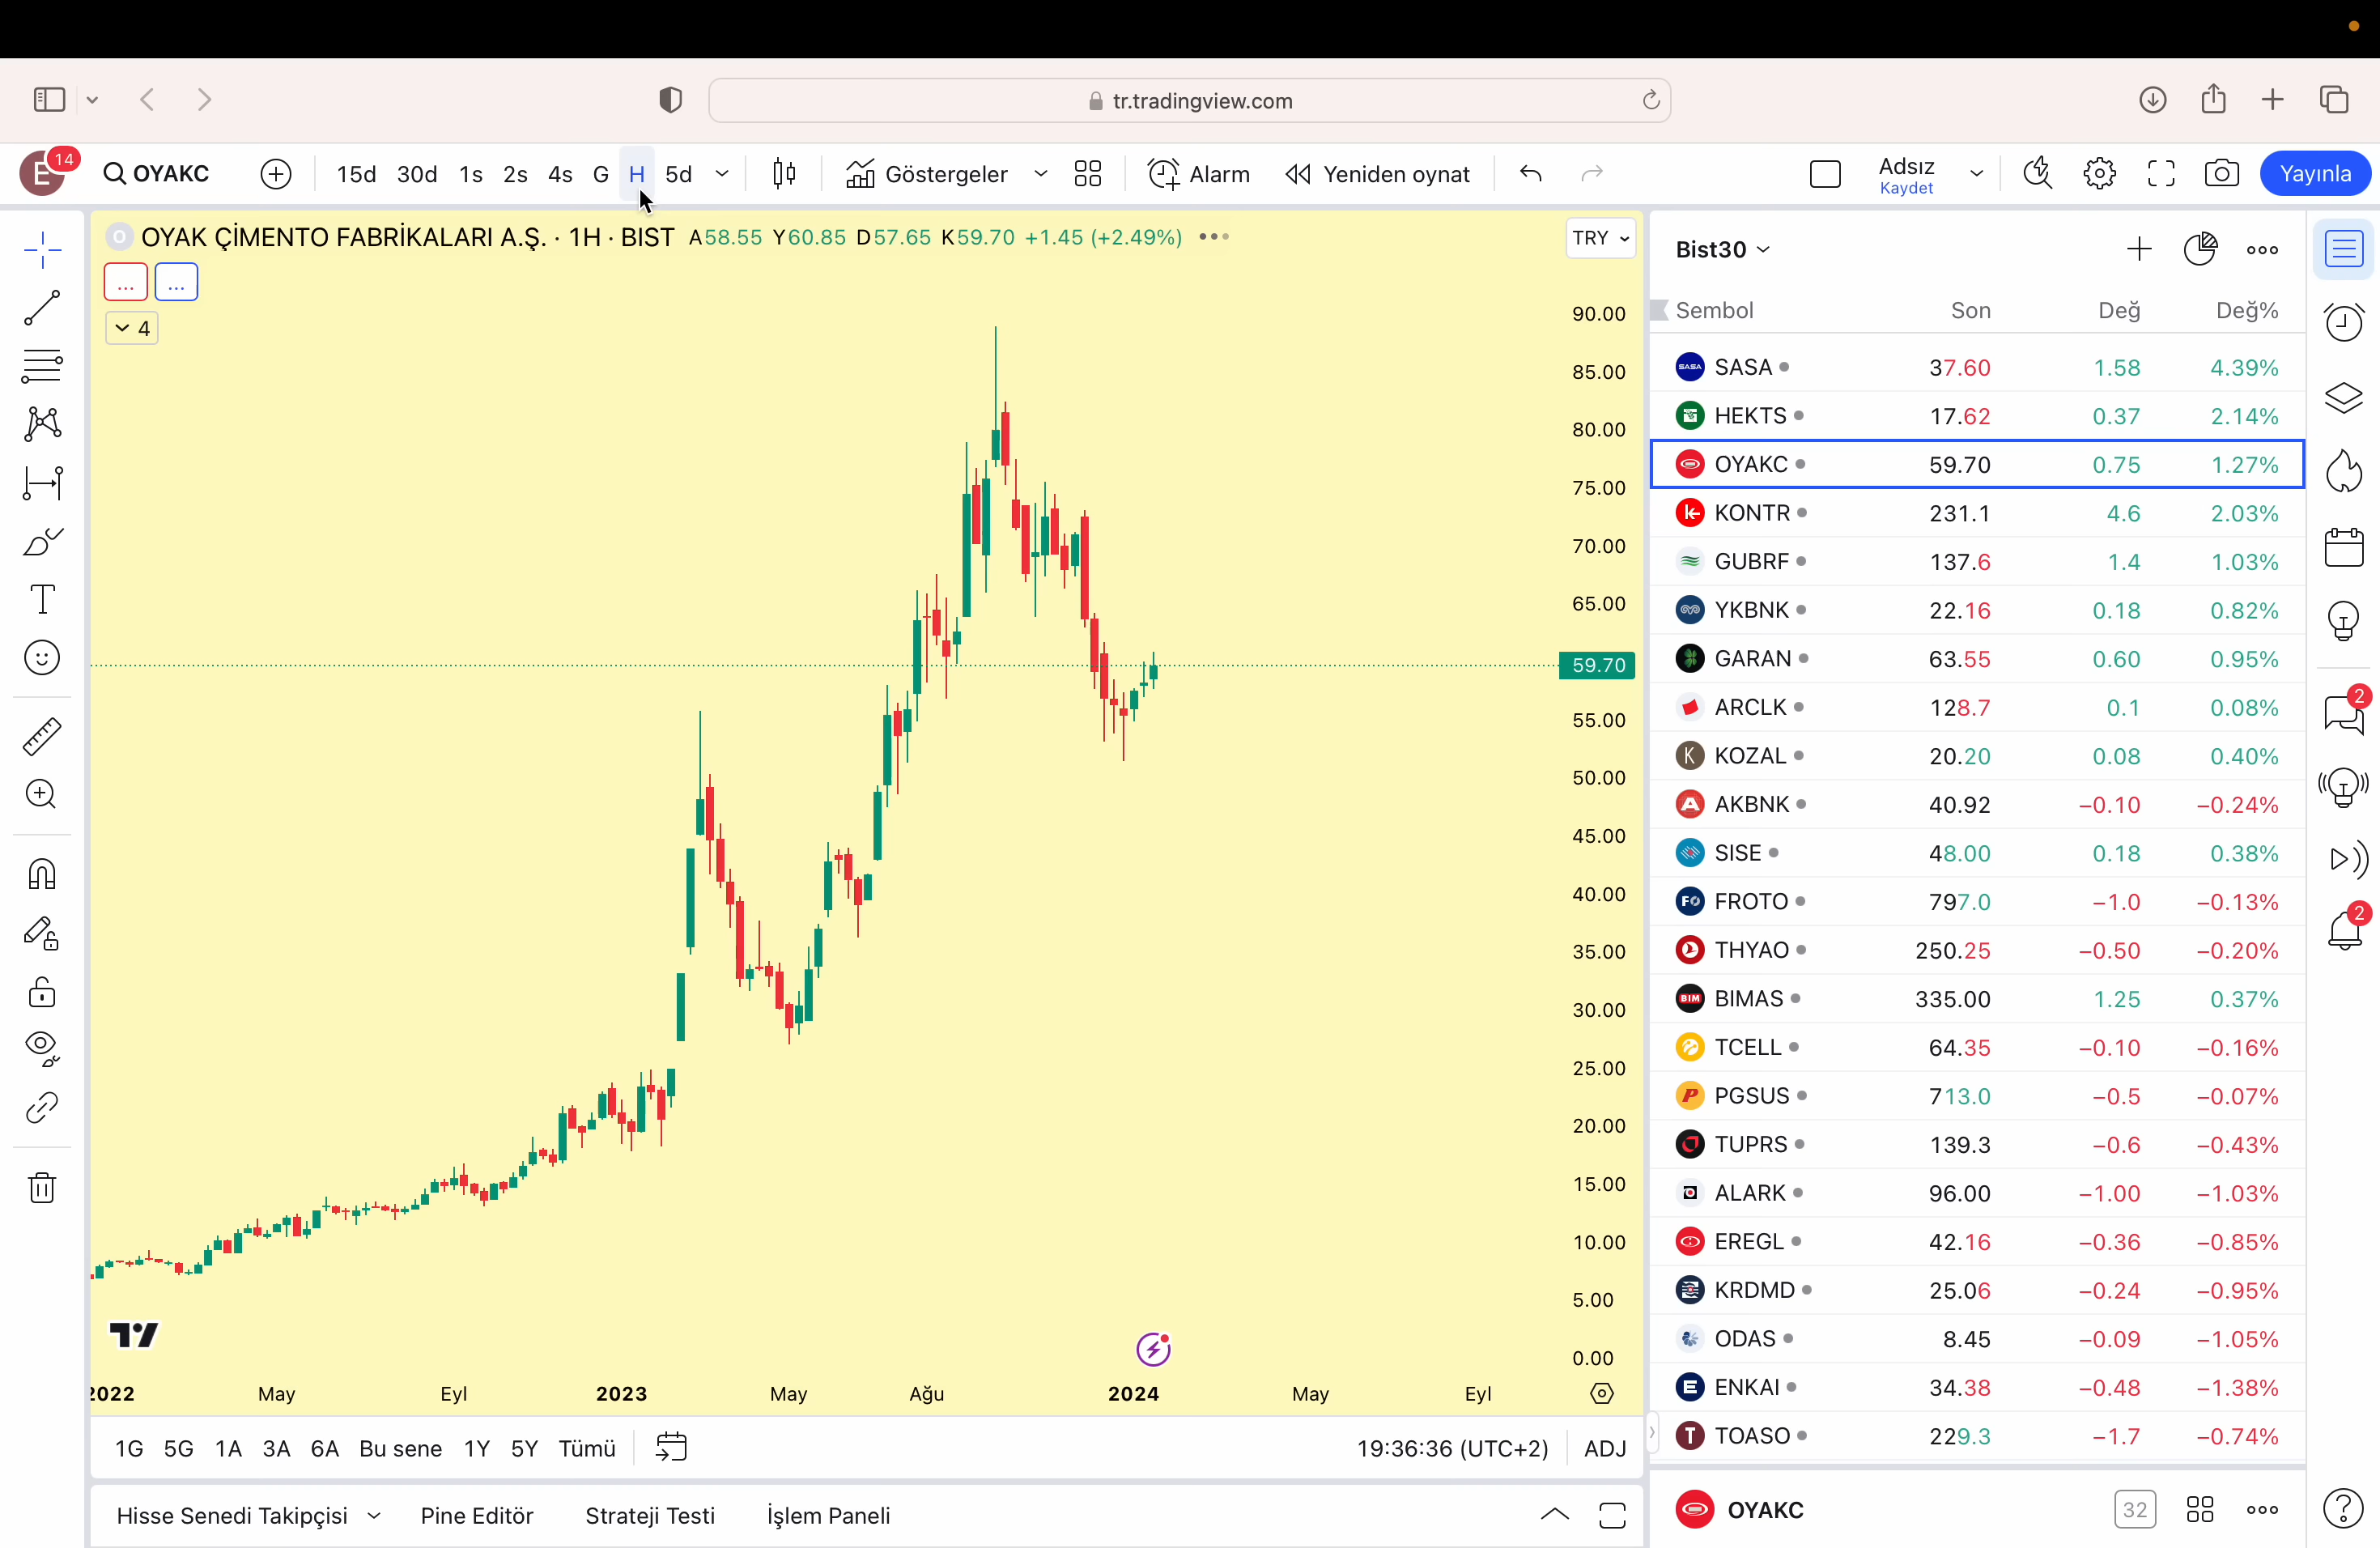 tr.tradingview.com
E 14 OYAKC 15d 30d 1s 2s 4s G H 5d Göstergeler Alarm Yeniden oynat Adsız Kaydet Yayınla
O OYAK ÇİMENTO FABRİKALARI A.Ş. · 1H · BIST A58.55 Y60.85 D57.65 K59.70 +1.45 (+2.49%) •••
TRY
... ...
4
90.00
85.00
80.00
75.00
70.00
65.00
59.70
55.00
50.00
45.00
40.00
35.00
30.00
25.00
20.00
15.00
10.00
5.00
0.00
2022 May Eyl 2023 May Ağu 2024 May Eyl
1G 5G 1A 3A 6A Bu sene 1Y 5Y Tümü 19:36:36 (UTC+2) ADJ
Hisse Senedi Takipçisi Pine Editör Strateji Testi İşlem Paneli
Bist30
Sembol Son Değ Değ%
SASA SASA 37.60 1.58 4.39%
HEKTS 17.62 0.37 2.14%
OYAKC 59.70 0.75 1.27%
KONTR 231.1 4.6 2.03%
GUBRF 137.6 1.4 1.03%
YKBNK 22.16 0.18 0.82%
GARAN 63.55 0.60 0.95%
ARCLK 128.7 0.1 0.08%
K KOZAL 20.20 0.08 0.40%
A AKBNK 40.92 −0.10 −0.24%
SISE 48.00 0.18 0.38%
FO FROTO 797.0 −1.0 −0.13%
THYAO 250.25 −0.50 −0.20%
BIM BIMAS 335.00 1.25 0.37%
TCELL 64.35 −0.10 −0.16%
P PGSUS 713.0 −0.5 −0.07%
TUPRS 139.3 −0.6 −0.43%
ALARK 96.00 −1.00 −1.03%
EREGL 42.16 −0.36 −0.85%
KRDMD 25.06 −0.24 −0.95%
ODAS 8.45 −0.09 −1.05%
E ENKAI 34.38 −0.48 −1.38%
T TOASO 229.3 −1.7 −0.74%
OYAKC 32
2
2